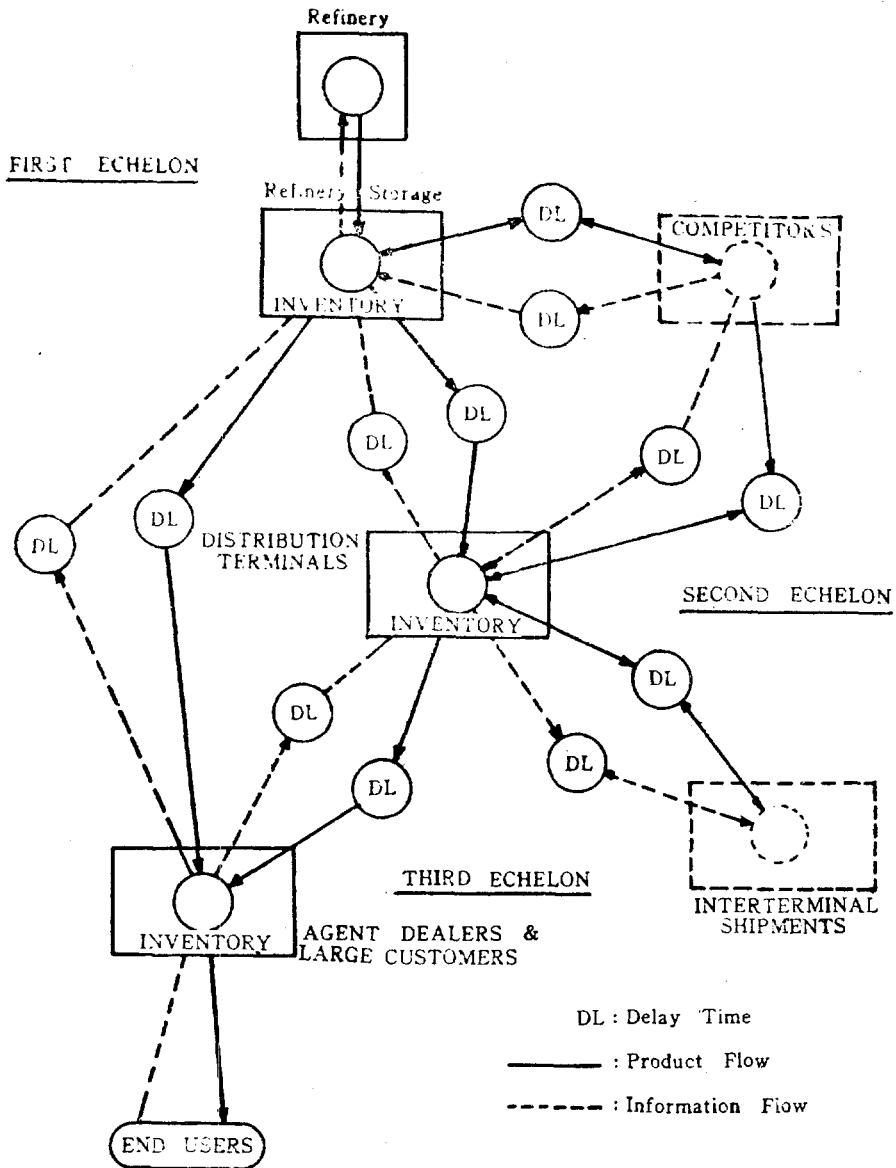 Refinery
FIRST ECHELON
Refinery Storage
DL
COMPETITORS
INVENTORY
DL
DL
DL
DL
DL
DL
DL
DISTRIBUTION
TERMINALS
SECOND ECHELON
INVENTORY
DL
DL
DL
DL
THIRD ECHELON
INTERTERMINAL
SHIPMENTS
INVENTORY
AGENT DEALERS &
LARGE CUSTOMERS
DL : Delay Time
: Product Flow
: Information Flow
END USERS